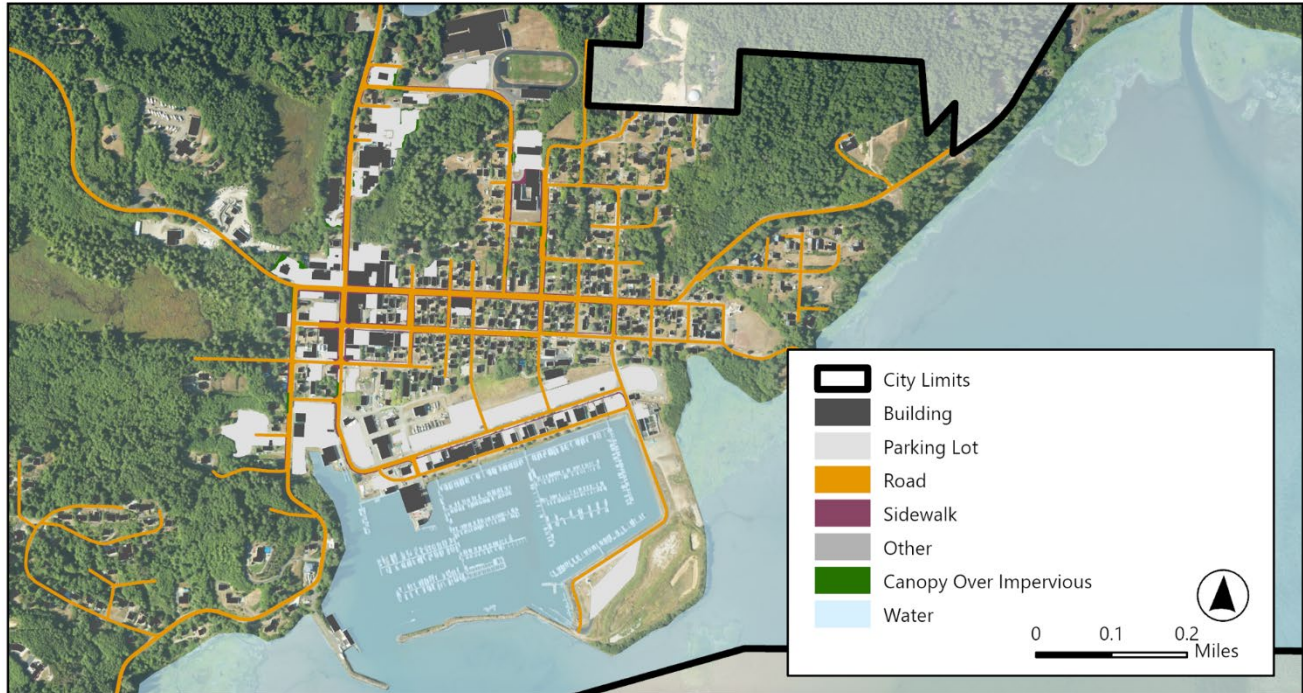 City Limits
Building
Parking Lot
Road
Sidewalk
Other
Canopy Over Impervious
Water
0 0.1 0.2
Miles